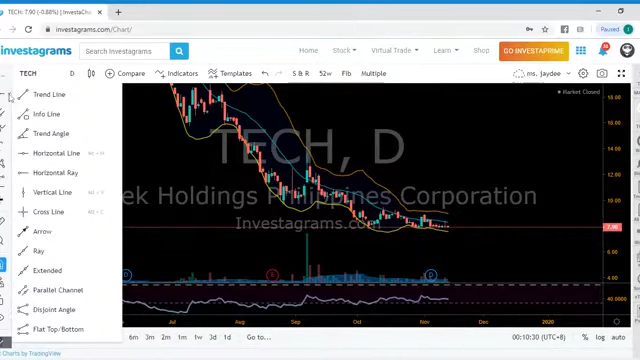 TECH: 7.90 (-0.88%) - InvestaCha
investagrams.com/Chart/
Paused
investagrams
Search Investagrams
Home
Stock
Virtual Trade
Learn
Shop
GO INVESTAPRIME
TECH
D
Compare
Indicators
Templates
S & R
52w
Fib
Multiple
ms. jaydee
Trend Line
Info Line
Trend Angle
Horizontal Line
Horizontal Ray
Vertical Line
Cross Line
Arrow
Ray
Extended
Parallel Channel
Disjoint Angle
Flat Top/Bottom
Market Closed
TECH, D
ek Holdings Philippines Corporation
Investagrams.com
18.00
16.00
14.00
12.00
10.00
7.90
6.00
4.00
40.0000
D
E
D
Jul
Aug
Sep
Oct
Nov
2020
6m
3m
1m
1w
3d
1d
Go to...
00:10:30 (UTC+8)
%
log
auto
Charts by TradingView